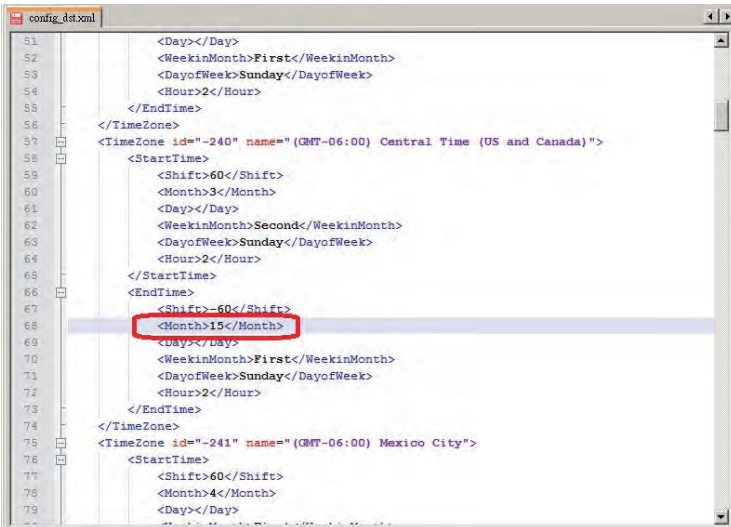 config_dst.xml
51 <Day></Day>
52 <WeekinMonth>First</WeekinMonth>
53 <DayofWeek>Sunday</DayofWeek>
54 <Hour>2</Hour>
55 </EndTime>
56 </TimeZone>
57 <TimeZone id="-240" name="(GMT-06:00) Central Time (US and Canada)">
58 <StartTime>
59 <Shift>60</Shift>
60 <Month>3</Month>
61 <Day></Day>
62 <WeekinMonth>Second</WeekinMonth>
63 <DayofWeek>Sunday</DayofWeek>
64 <Hour>2</Hour>
65 </StartTime>
66 <EndTime>
67 <Shift>-60</Shift>
68 <Month>15</Month>
69 <Day></Day>
70 <WeekinMonth>First</WeekinMonth>
71 <DayofWeek>Sunday</DayofWeek>
72 <Hour>2</Hour>
73 </EndTime>
74 </TimeZone>
75 <TimeZone id="-241" name="(GMT-06:00) Mexico City">
76 <StartTime>
77 <Shift>60</Shift>
78 <Month>4</Month>
79 <Day></Day>